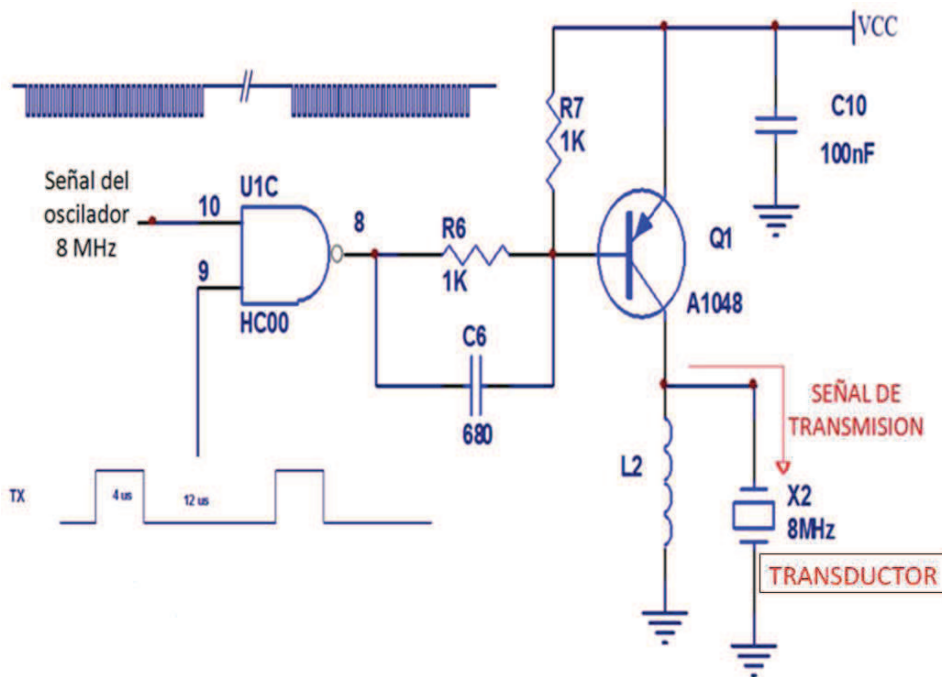 VCC
R7
1K
C10
100nF
Señal del
oscilador
8 MHz
10
U1C
8
R6
1K
Q1
9
HC00
A1048
C6
680
SEÑAL DE
TRANSMISION
L2
TX
4 us
12 us
X2
8MHz
TRANSDUCTOR